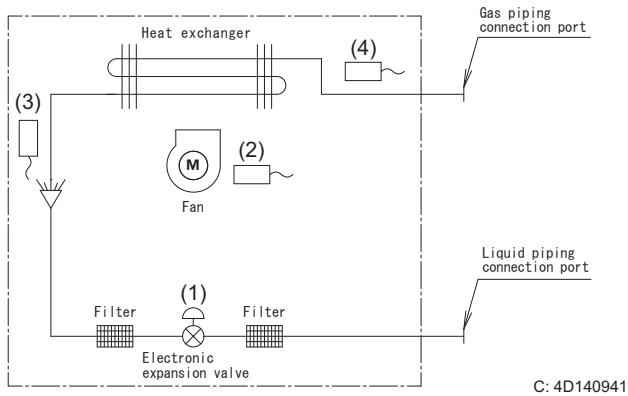 Gas piping
connection port
Heat exchanger
(4)
(3)
(2)
M
Fan
Liquid piping
connection port
(1)
Filter
Filter
Electronic
expansion valve
C: 4D140941